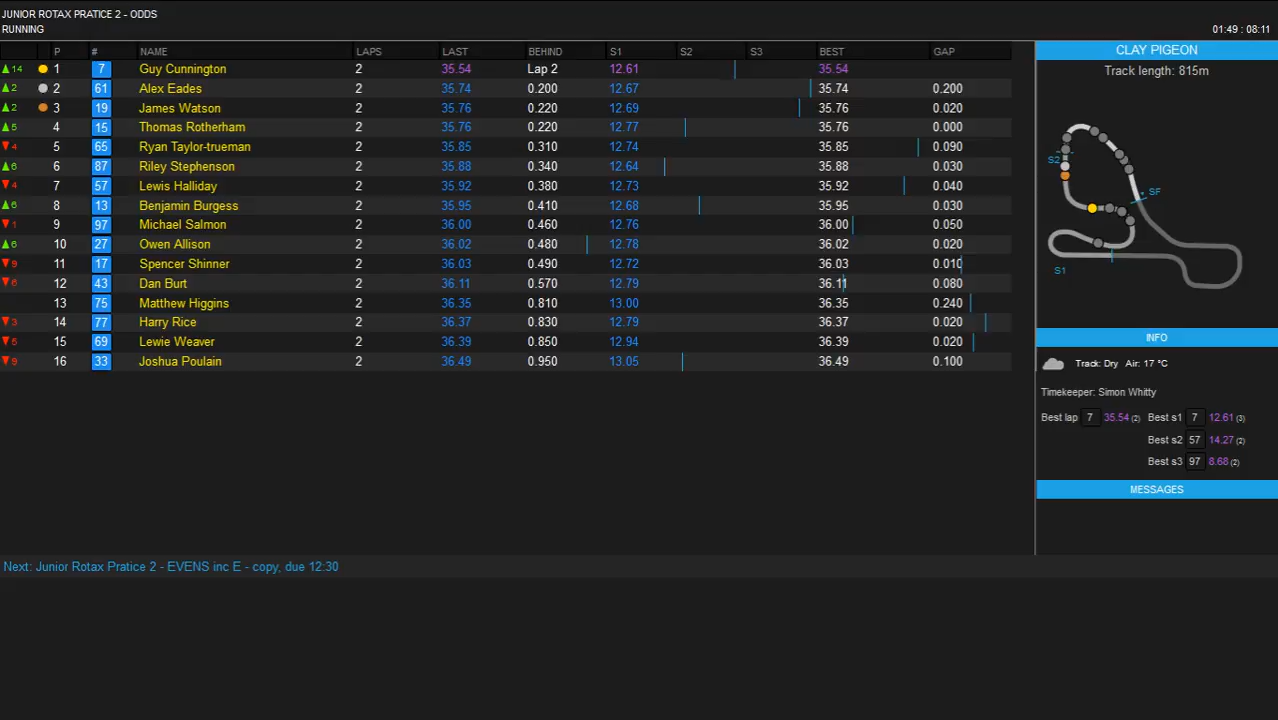 JUNIOR ROTAX PRATICE 2 - ODDS
RUNNING 01:49 : 08:11
P # NAME LAPS LAST BEHIND S1 S2 S3 BEST GAP
14 1 7 Guy Cunnington 2 35.54 Lap 2 12.61 35.54
2 2 61 Alex Eades 2 35.74 0.200 12.67 35.74 0.200
2 3 19 James Watson 2 35.76 0.220 12.69 35.76 0.020
5 4 15 Thomas Rotherham 2 35.76 0.220 12.77 35.76 0.000
4 5 65 Ryan Taylor-trueman 2 35.85 0.310 12.74 35.85 0.090
6 6 87 Riley Stephenson 2 35.88 0.340 12.64 35.88 0.030
4 7 57 Lewis Halliday 2 35.92 0.380 12.73 35.92 0.040
6 8 13 Benjamin Burgess 2 35.95 0.410 12.68 35.95 0.030
1 9 97 Michael Salmon 2 36.00 0.460 12.76 36.00 0.050
6 10 27 Owen Allison 2 36.02 0.480 12.78 36.02 0.020
9 11 17 Spencer Shinner 2 36.03 0.490 12.72 36.03 0.010
6 12 43 Dan Burt 2 36.11 0.570 12.79 36.11 0.080
13 75 Matthew Higgins 2 36.35 0.810 13.00 36.35 0.240
3 14 77 Harry Rice 2 36.37 0.830 12.79 36.37 0.020
5 15 69 Lewie Weaver 2 36.39 0.850 12.94 36.39 0.020
9 16 33 Joshua Poulain 2 36.49 0.950 13.05 36.49 0.100
CLAY PIGEON
Track length: 815m
S2
SF
S1
INFO
Track: Dry Air: 17 °C
Timekeeper: Simon Whitty
Best lap 7 35.54 (2) Best s1 7 12.61 (3)
Best s2 57 14.27 (2)
Best s3 97 8.68 (2)
MESSAGES
Next: Junior Rotax Pratice 2 - EVENS inc E - copy, due 12:30